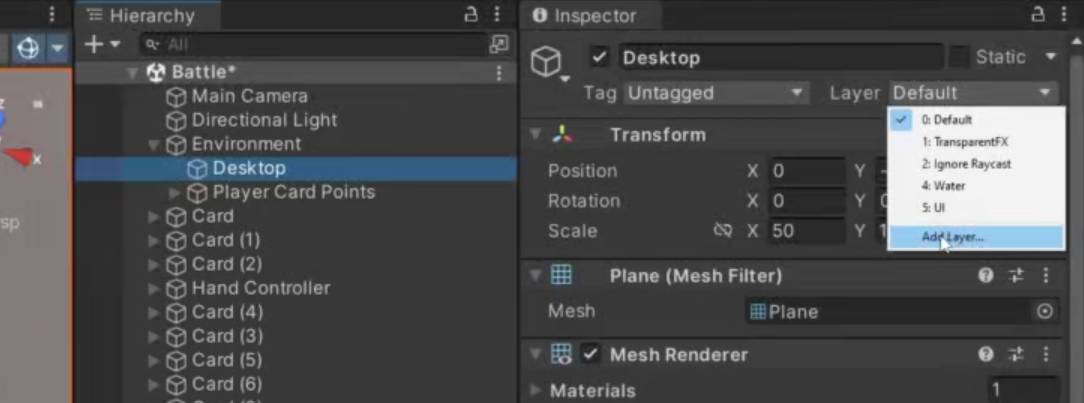 Hierarchy
All
Battle*
Main Camera
Directional Light
Environment
Desktop
Player Card Points
Card
Card (1)
Card (2)
Hand Controller
Card (4)
Card (3)
Card (5)
Card (6)
z
x
sp
Inspector
Desktop
Static
Tag Untagged
Layer Default
0: Default
1: TransparentFX
2: Ignore Raycast
4: Water
5: UI
Add Layer...
Transform
Position X 0 Y
Rotation X 0 Y
Scale X 50 Y 1
Plane (Mesh Filter)
Mesh Plane
Mesh Renderer
Materials 1